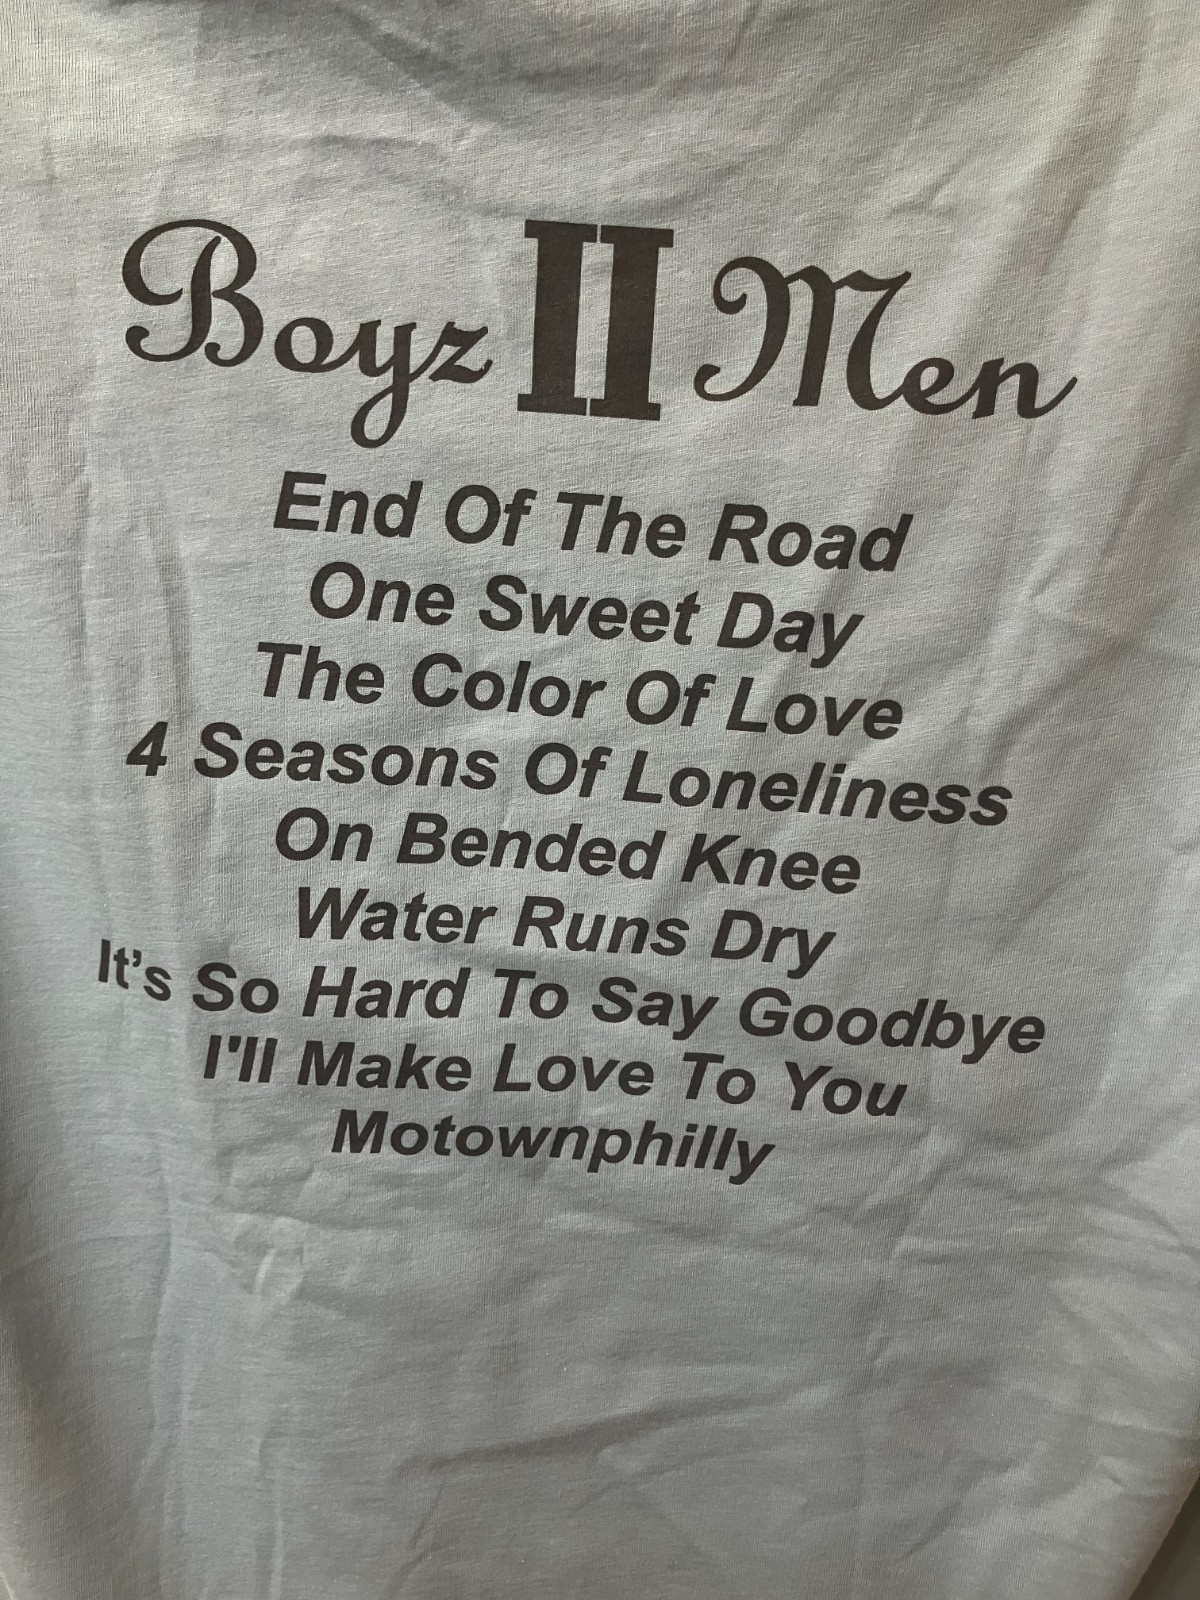 Boyz II Men
End Of The Road
One Sweet Day
The Color Of Love
4 Seasons Of Loneliness
On Bended Knee
Water Runs Dry
It’s So Hard To Say Goodbye
I'll Make Love To You
Motownphilly